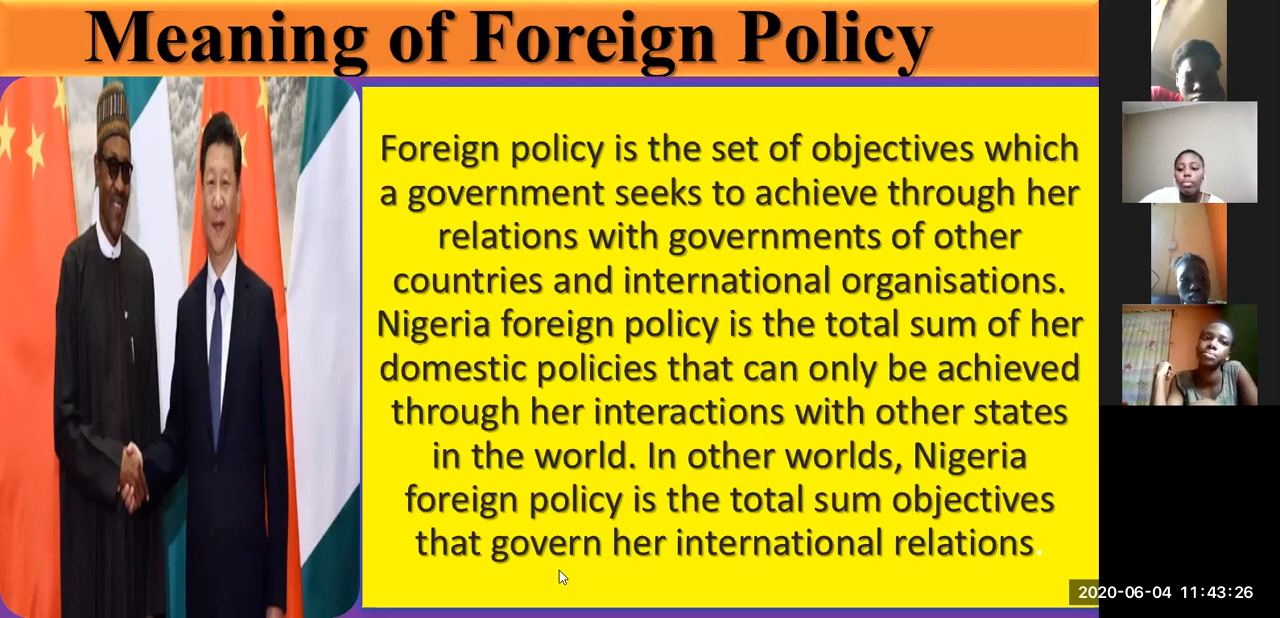 Meaning of Foreign Policy
Foreign policy is the set of objectives which
a government seeks to achieve through her
relations with governments of other
countries and international organisations.
Nigeria foreign policy is the total sum of her
domestic policies that can only be achieved
through her interactions with other states
in the world. In other worlds, Nigeria
foreign policy is the total sum objectives
that govern her international relations.
2020-06-04 11:43:26